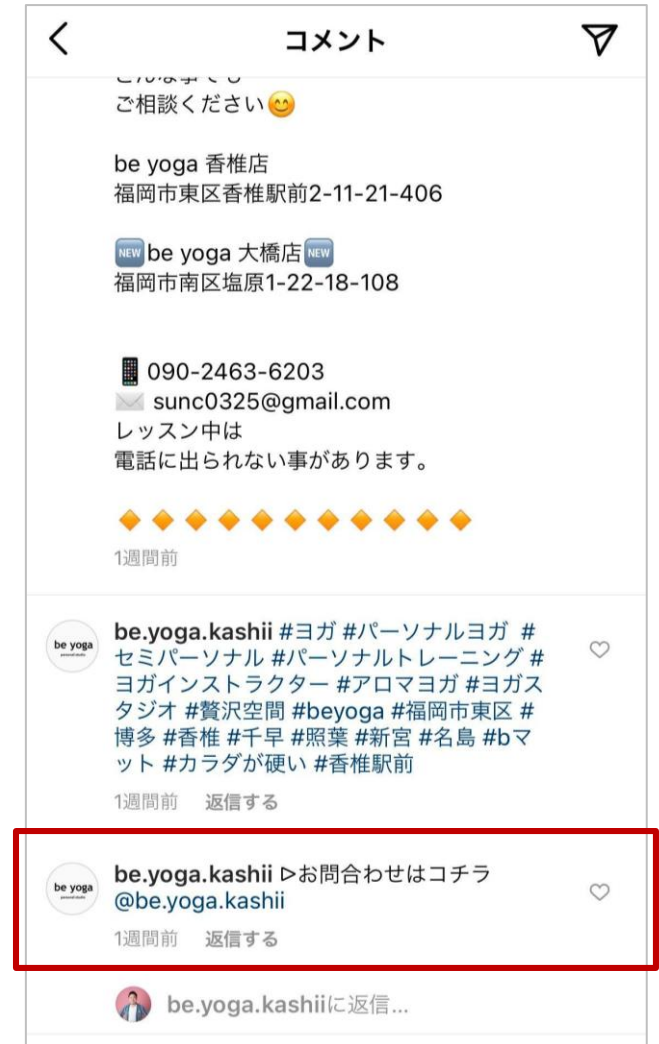 コメント
こんな事でも
ご相談ください😊
be yoga 香椎店
福岡市東区香椎駅前2-11-21-406
🆕be yoga 大橋店🆕
福岡市南区塩原1-22-18-108
📱 090-2463-6203
✉️ sunc0325@gmail.com
レッスン中は
電話に出られない事があります。
🔶🔶🔶🔶🔶🔶🔶🔶🔶🔶🔶
1週間前
be yoga
be.yoga.kashii #ヨガ #パーソナルヨガ #
セミパーソナル #パーソナルトレーニング #
ヨガインストラクター #アロマヨガ #ヨガス
タジオ #贅沢空間 #beyoga #福岡市東区 #
博多 #香椎 #千早 #照葉 #新宮 #名島 #bマ
ット #カラダが硬い #香椎駅前
1週間前 返信する
be yoga
be.yoga.kashii ▷お問合わせはコチラ
@be.yoga.kashii
1週間前 返信する
be.yoga.kashiiに返信...